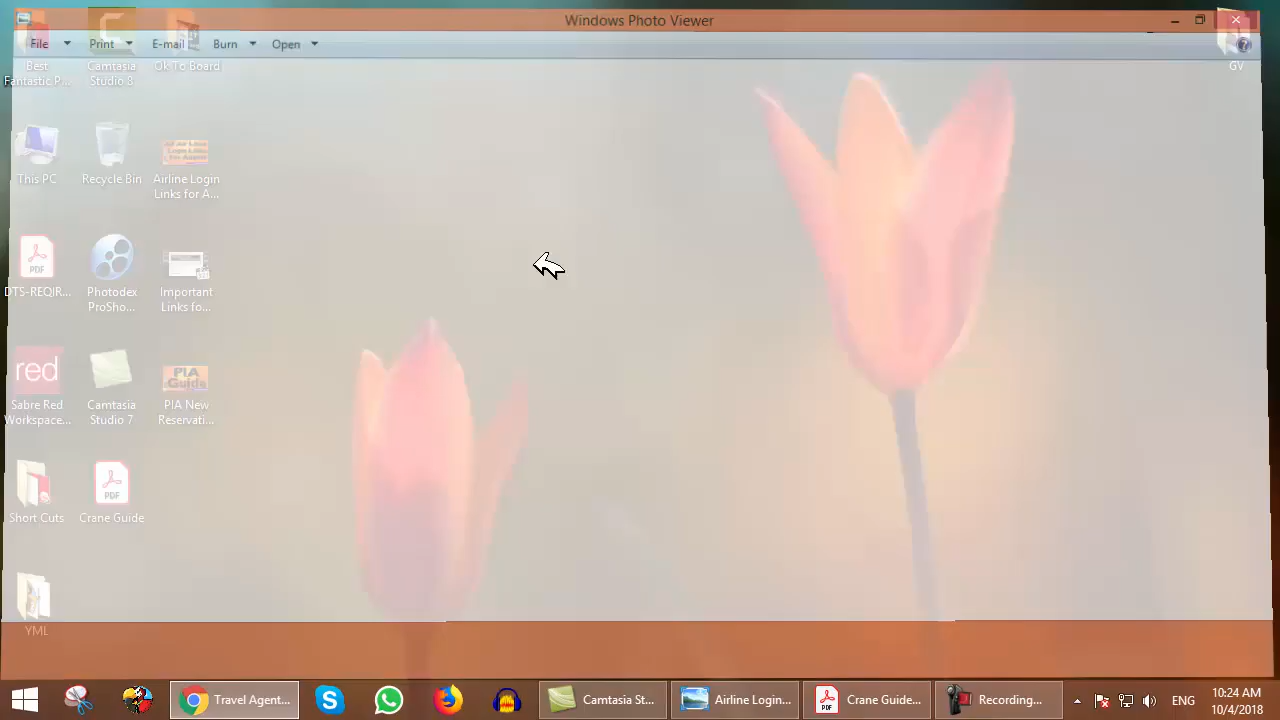 Windows Photo Viewer
File Print E-mail Burn Open
Best
Fantastic P...
Camtasia
Studio 8
Ok To Board
GV
This PC
Recycle Bin
Airline Login
Links for A...
PDF
DTS-REQIR...
Photodex
ProSho...
Important
Links fo...
red
Sabre Red
Workspace...
Camtasia
Studio 7
PIA
Guide
PIA New
Reservati...
Short Cuts
PDF
Crane Guide
YML
Travel Agent...
Camtasia St...
Airline Login...
PDF
Crane Guide...
Recording...
ENG
10:24 AM
10/4/2018